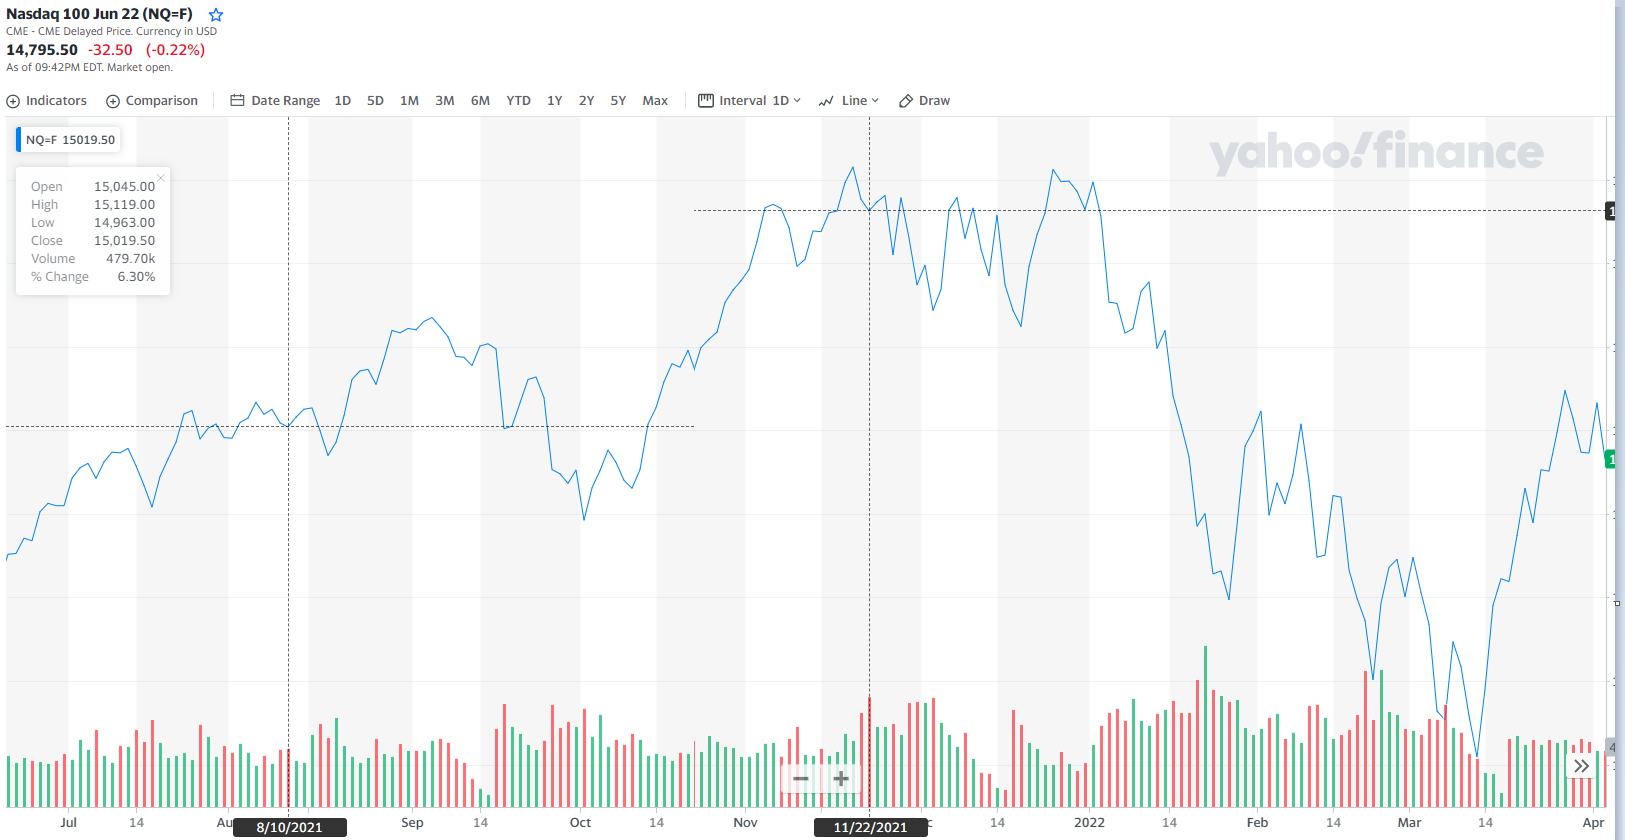 Nasdaq 100 Jun 22 (NQ=F)
CME - CME Delayed Price. Currency in USD
14,795.50 -32.50 (-0.22%)
As of 09:42PM EDT. Market open.
Indicators Comparison Date Range 1D 5D 1M 3M 6M YTD 1Y 2Y 5Y Max Interval 1D Line Draw
NQ=F 15019.50
yahoo!finance
Open 15,045.00
High 15,119.00
Low 14,963.00
Close 15,019.50
Volume 479.70k
% Change 6.30%
Jul 14 8/10/2021 Sep 14 Oct 14 Nov 11/22/2021 14 2022 14 Feb 14 Mar 14 Apr